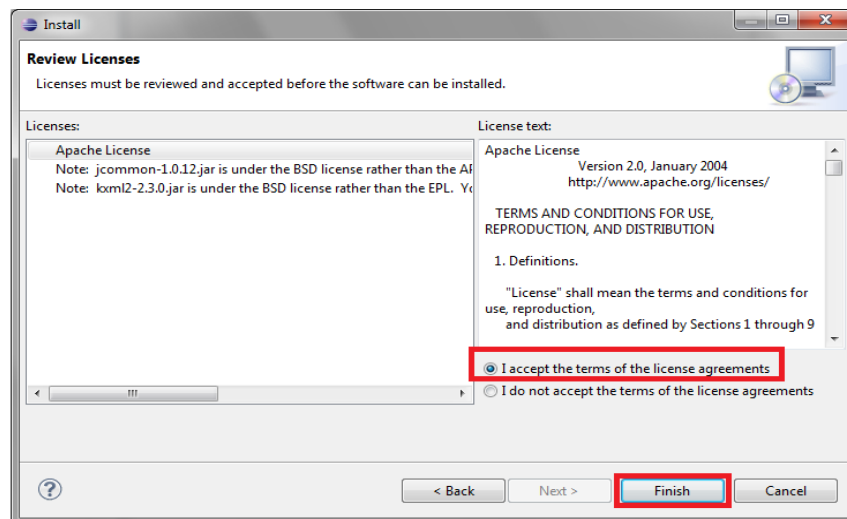 Install
Review Licenses
Licenses must be reviewed and accepted before the software can be installed.
Licenses:
Apache License
Note: jcommon-1.0.12.jar is under the BSD license rather than the
Note: kxml2-2.3.0.jar is under the BSD license rather than the EPL.
License text:
Apache License
Version 2.0, January 2004
http://www.apache.org/licenses/
TERMS AND CONDITIONS FOR USE,
REPRODUCTION, AND DISTRIBUTION
1. Definitions.
"License" shall mean the terms and conditions for
use, reproduction,
and distribution as defined by Sections 1 through 9
I accept the terms of the license agreements
I do not accept the terms of the license agreements
?
< Back
Next >
Finish
Cancel